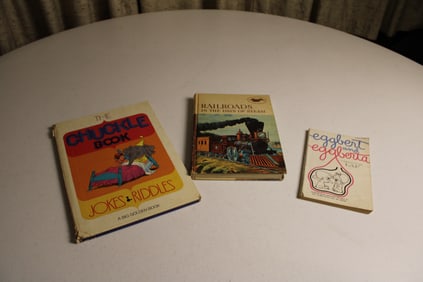 THE
CHUCKLE
BOOK
JOKES & RIDDLES
A BIG GOLDEN BOOK
RAILROADS
IN THE DAYS OF STEAM
eggbert
and
eggberta